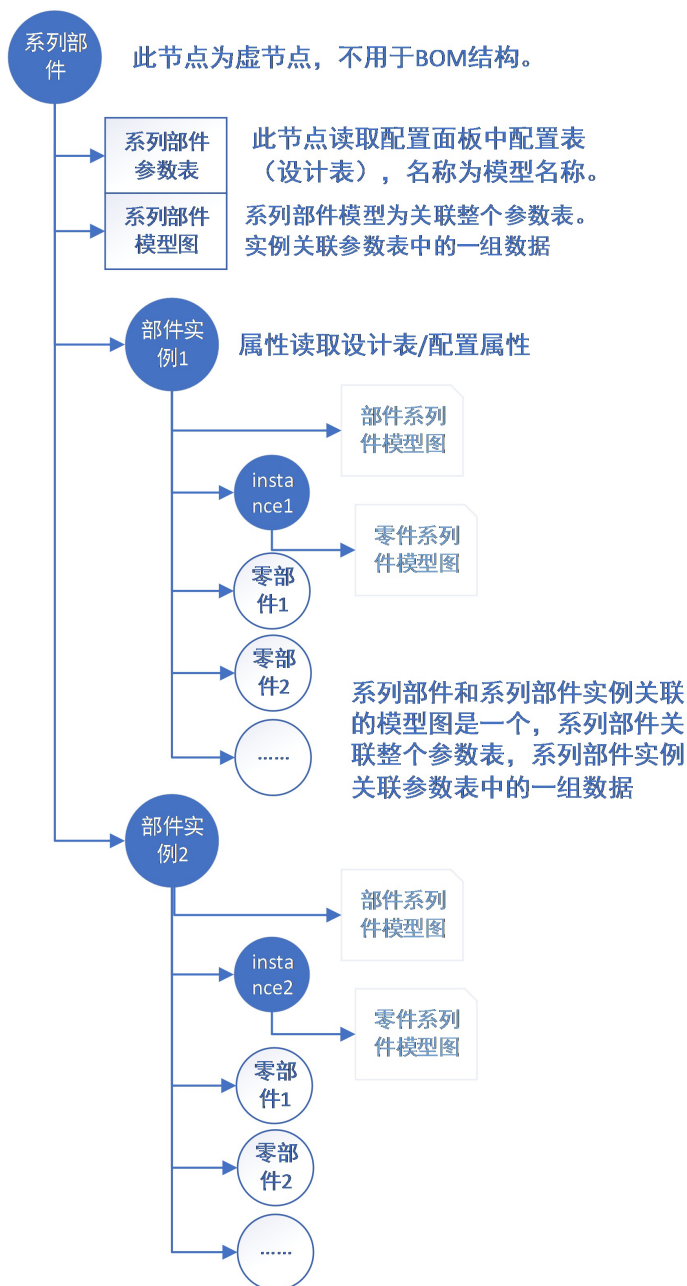 系列部
件
此节点为虚节点，不用于BOM结构。
系列部件
参数表
此节点读取配置面板中配置表
（设计表），名称为模型名称。
系列部件
模型图
系列部件模型为关联整个参数表。
实例关联参数表中的一组数据
部件实
例1
属性读取设计表/配置属性
部件系列
件模型图
insta
nce1
零件系列
件模型图
零部
件1
零部
件2
......
系列部件和系列部件实例关联
的模型图是一个，系列部件关
联整个参数表，系列部件实例
关联参数表中的一组数据
部件实
例2
部件系列
件模型图
insta
nce2
零件系列
件模型图
零部
件1
零部
件2
......